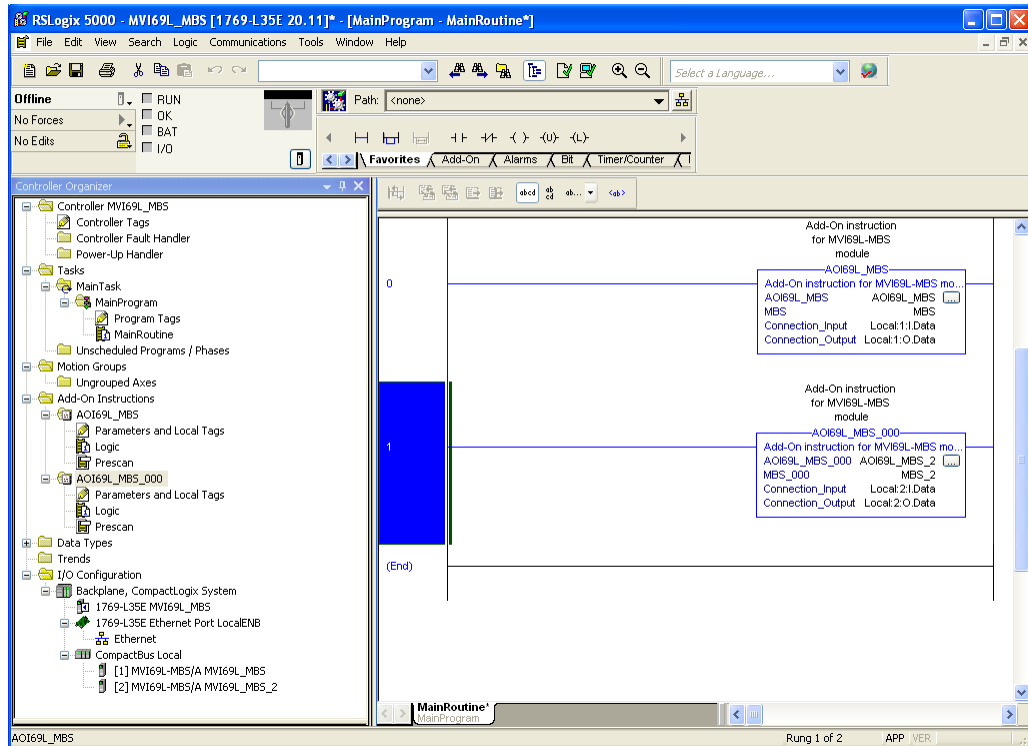 RSLogix 5000 - MVI69L_MBS [1769-L35E 20.11]* - [MainProgram - MainRoutine*]
File Edit View Search Logic Communications Tools Window Help
Select a Language...
Offline
RUN
No Forces
OK
BAT
No Edits
I/O
Path: <none>
Favorites Add-On Alarms Bit Timer/Counter
Controller Organizer
abcd ab cd ab... <ab>
Controller MVI69L_MBS
Controller Tags
Controller Fault Handler
Power-Up Handler
Tasks
MainTask
MainProgram
Program Tags
MainRoutine
Unscheduled Programs / Phases
Motion Groups
Ungrouped Axes
Add-On Instructions
AOI69L_MBS
Parameters and Local Tags
Logic
Prescan
AOI69L_MBS_000
Parameters and Local Tags
Logic
Prescan
Data Types
Trends
I/O Configuration
Backplane, CompactLogix System
1769-L35E MVI69L_MBS
1769-L35E Ethernet Port LocalENB
Ethernet
CompactBus Local
[1] MVI69L-MBS/A MVI69L_MBS
[2] MVI69L-MBS/A MVI69L_MBS_2
Add-On instruction
for MVI69L-MBS
module
0
AOI69L_MBS
Add-On instruction for MVI69L-MBS mo...
AOI69L_MBS AOI69L_MBS ...
MBS MBS
Connection_Input Local:1:I.Data
Connection_Output Local:1:O.Data
Add-On instruction
for MVI69L-MBS
module
1
AOI69L_MBS_000
Add-On instruction for MVI69L-MBS mo...
AOI69L_MBS_000 AOI69L_MBS_2 ...
MBS_000 MBS_2
Connection_Input Local:2:I.Data
Connection_Output Local:2:O.Data
(End)
MainRoutine*
MainProgram
AOI69L_MBS
Rung 1 of 2 APP VER